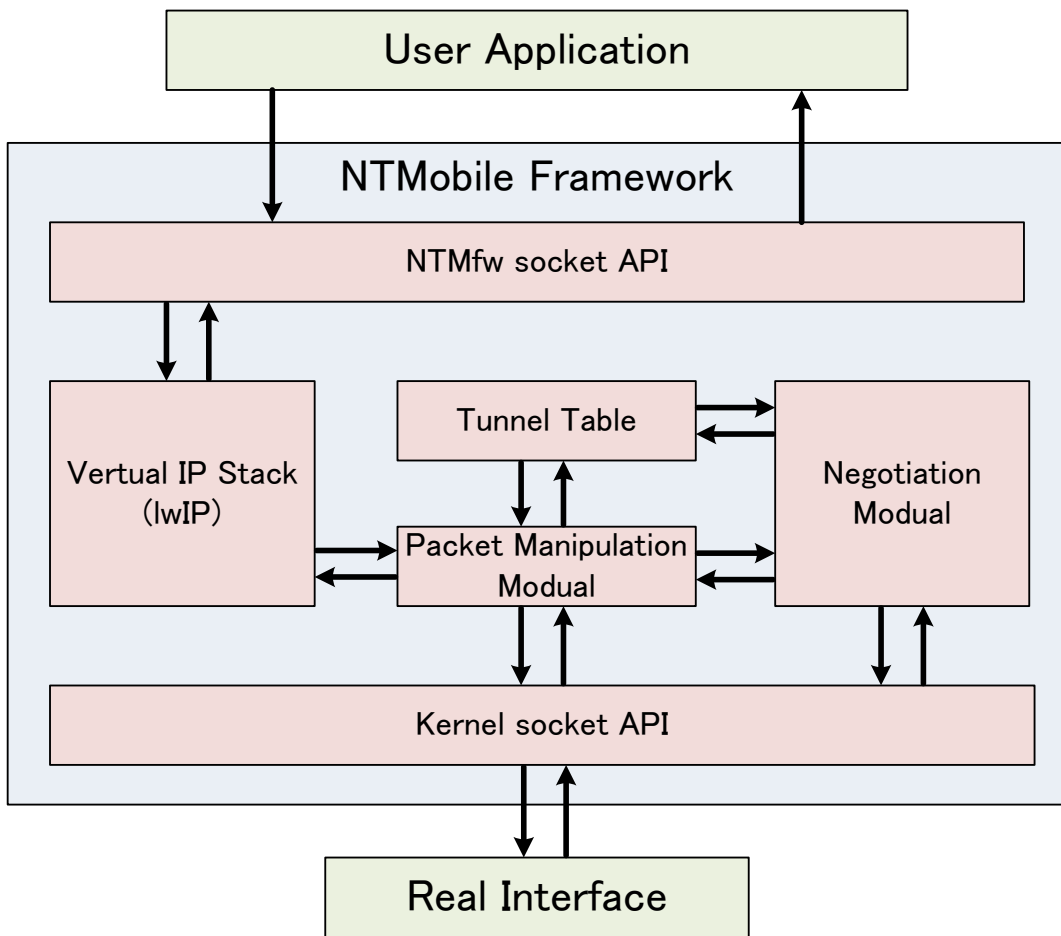 User Application
NTMobile Framework
NTMfw socket API
Vertual IP Stack
(lwIP)
Tunnel Table
Negotiation
Modual
Packet Manipulation
Modual
Kernel socket API
Real Interface